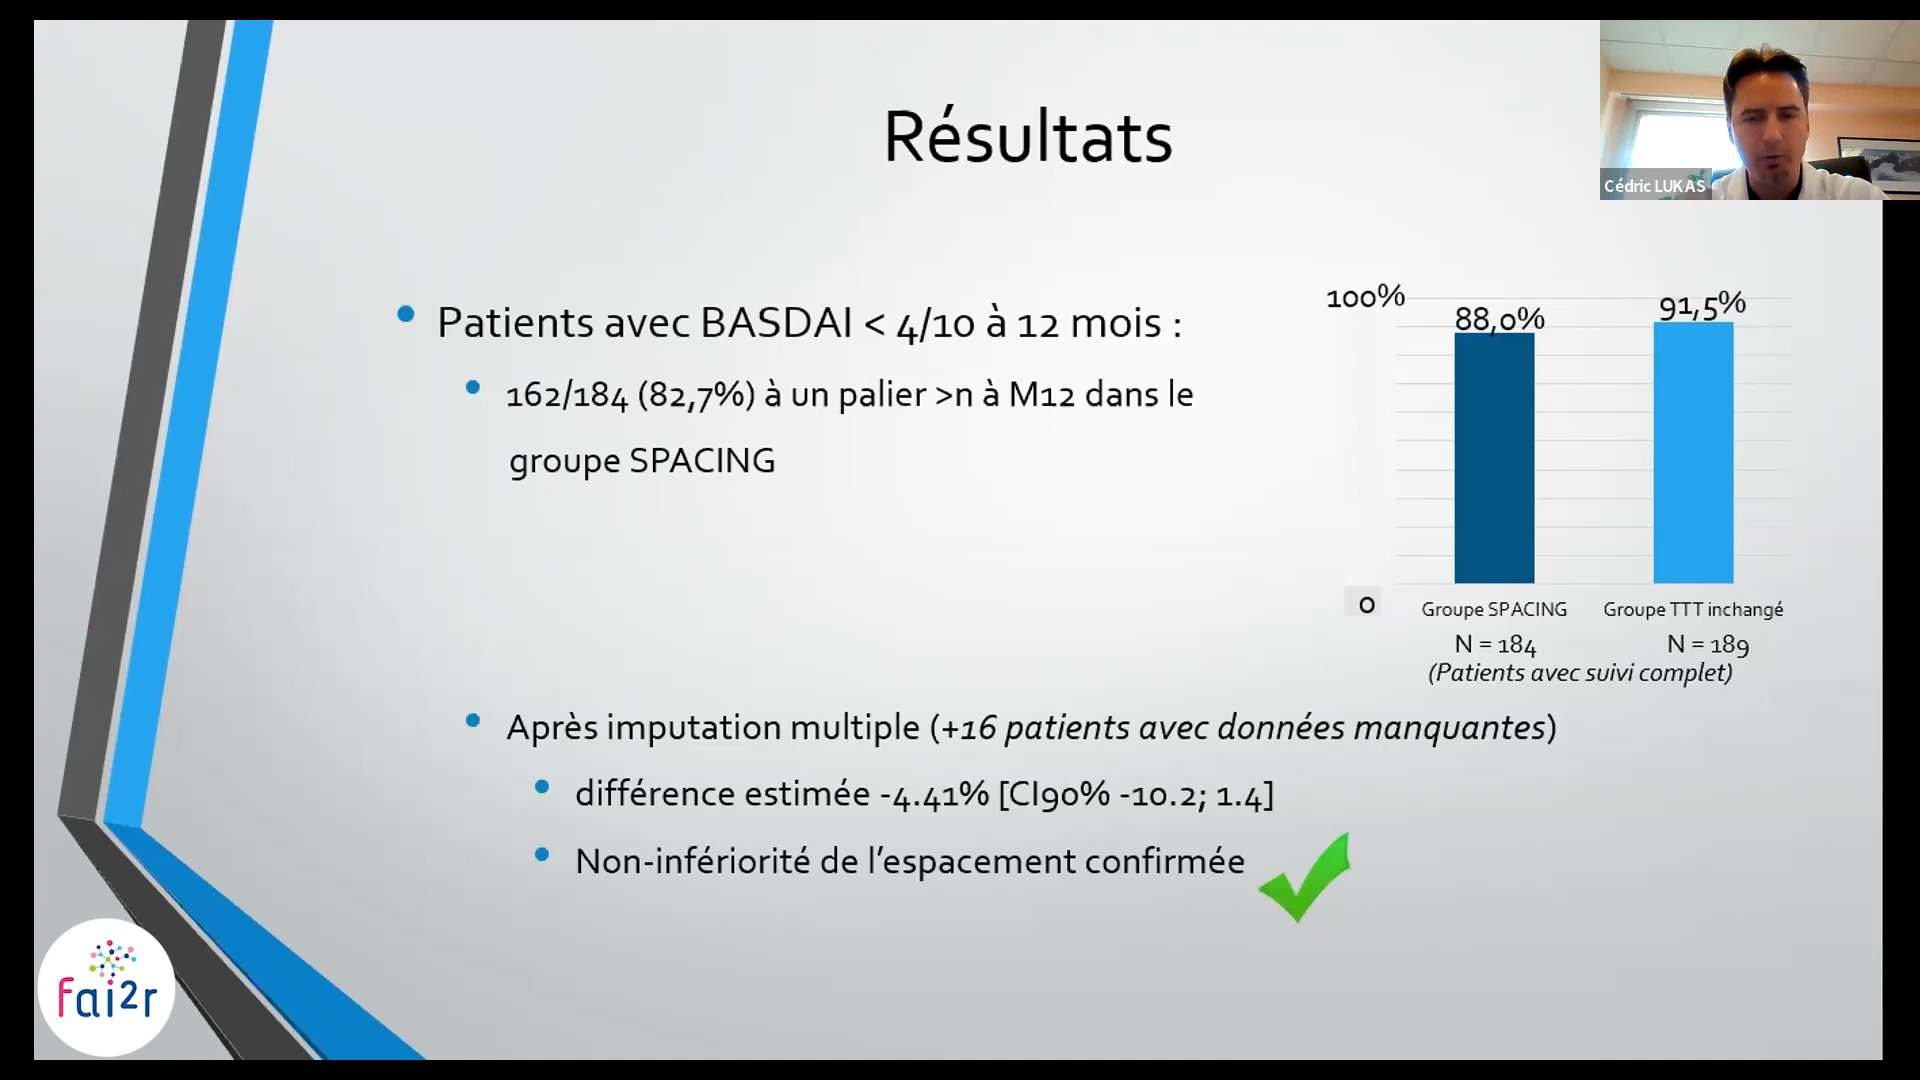 Résultats
Cédric LUKAS
Patients avec BASDAI < 4/10 à 12 mois :
162/184 (82,7%) à un palier >n à M12 dans le
groupe SPACING
100%
88,0%
91,5%
0
Groupe SPACING
Groupe TTT inchangé
N = 184
N = 189
(Patients avec suivi complet)
Après imputation multiple (+16 patients avec données manquantes)
différence estimée -4.41% [CI90% -10.2; 1.4]
Non-infériorité de l’espacement confirmée
fai2r